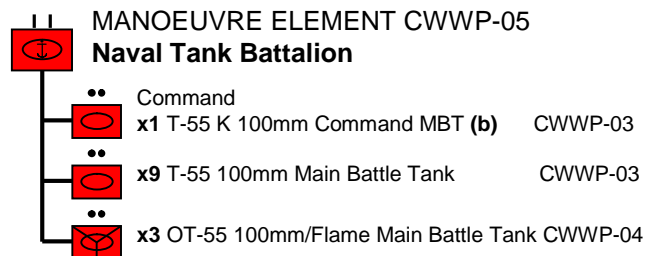 MANOEUVRE ELEMENT CWWP-05
Naval Tank Battalion
Command
x1 T-55 K 100mm Command MBT (b) CWWP-03
x9 T-55 100mm Main Battle Tank CWWP-03
x3 OT-55 100mm/Flame Main Battle Tank CWWP-04